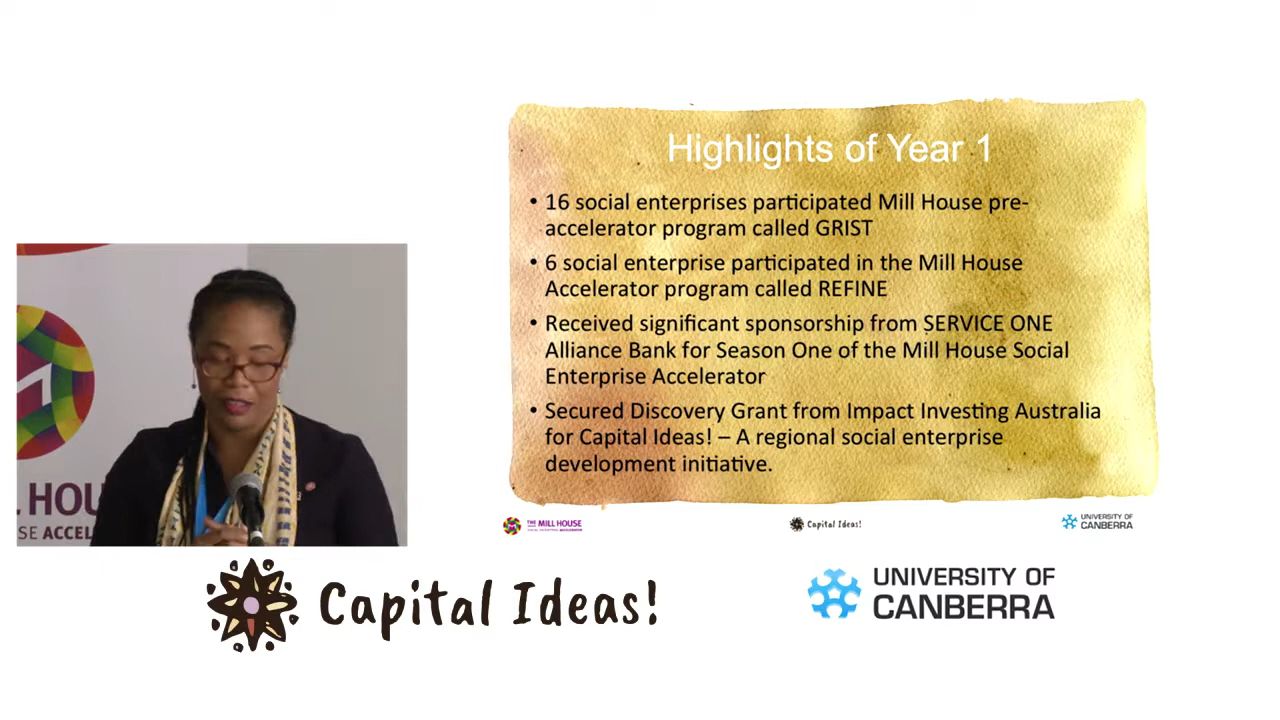 Highlights of Year 1
• 16 social enterprises participated Mill House pre-
accelerator program called GRIST
• 6 social enterprise participated in the Mill House
Accelerator program called REFINE
• Received significant sponsorship from SERVICE ONE
Alliance Bank for Season One of the Mill House Social
Enterprise Accelerator
• Secured Discovery Grant from Impact Investing Australia
for Capital Ideas! – A regional social enterprise
development initiative.
THE MILL HOUSE
SOCIAL ENTERPRISE ACCELERATOR
Capital Ideas!
UNIVERSITY OF
CANBERRA
L HOU
SE ACCEL
Capital Ideas!
UNIVERSITY OF
CANBERRA